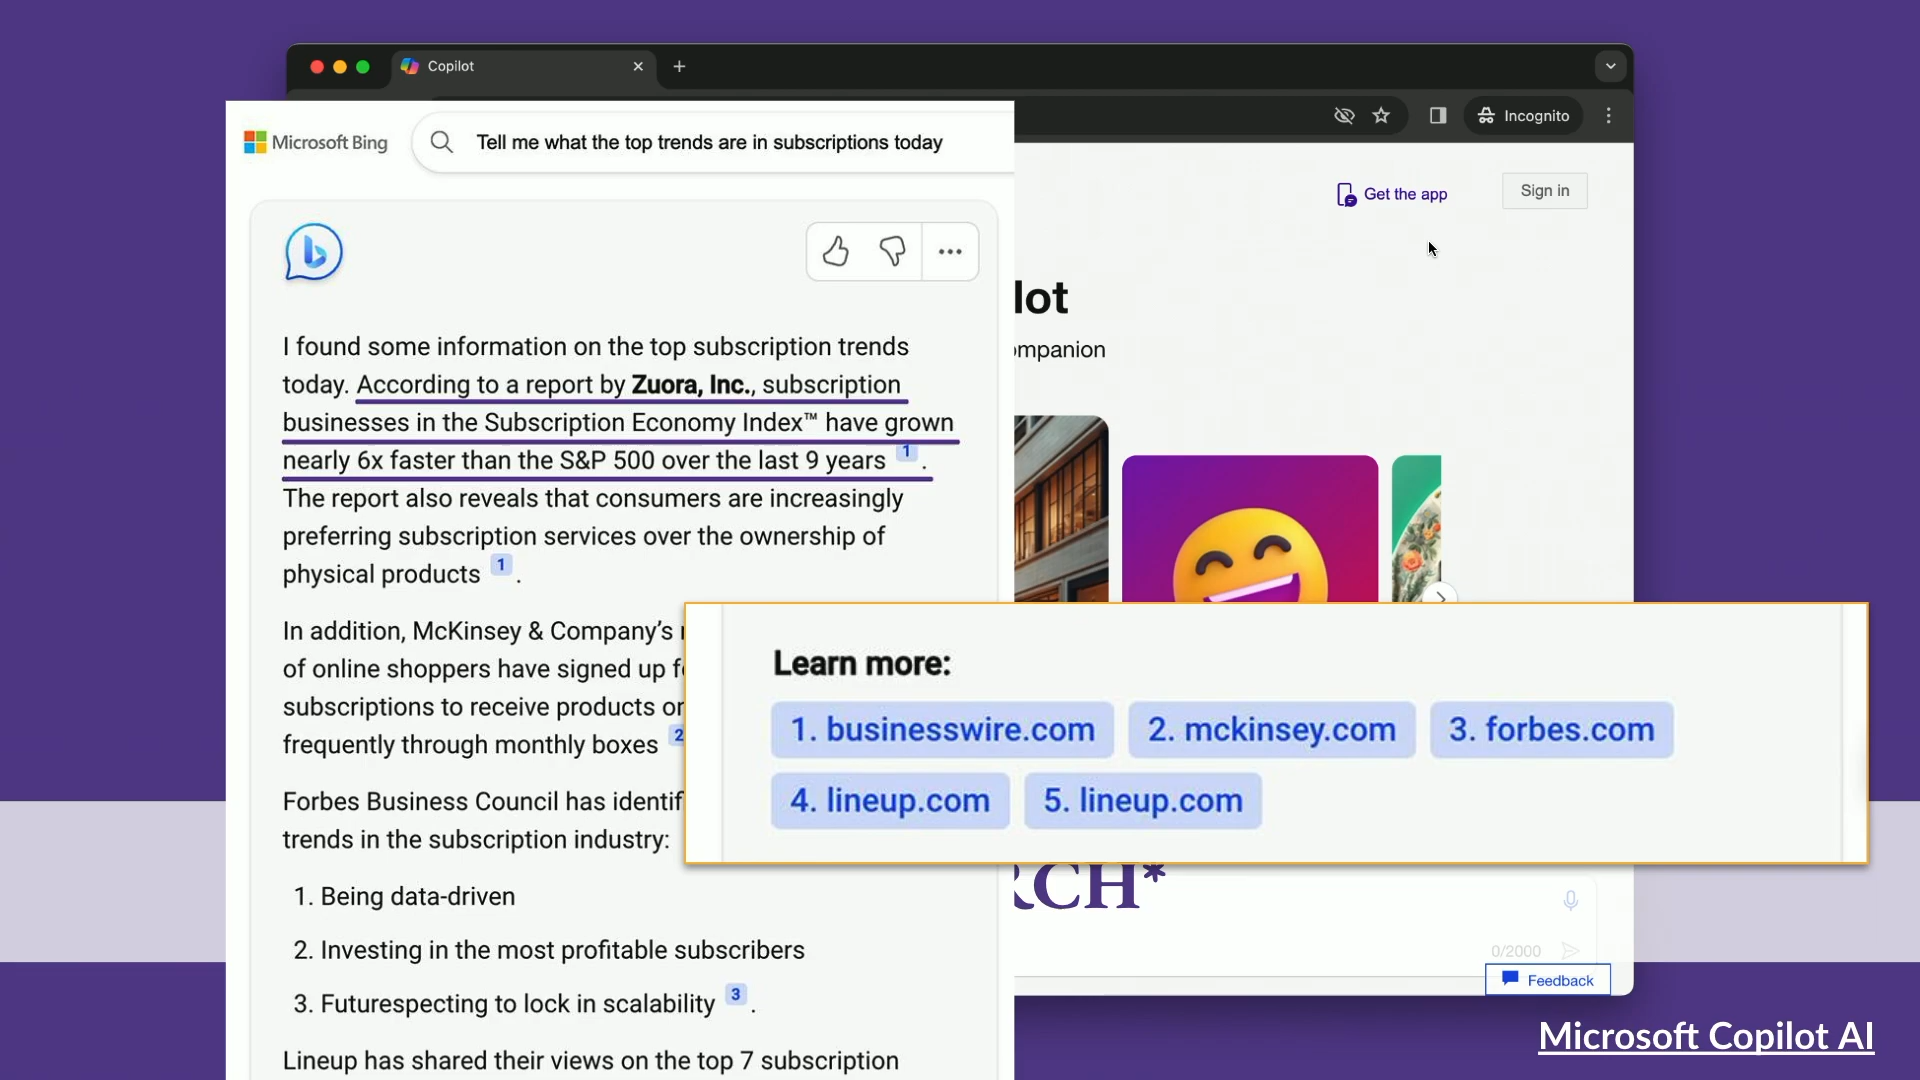 Copilot
Incognito
Microsoft Bing
Tell me what the top trends are in subscriptions today
Get the app
Sign in
I found some information on the top subscription trends
today. According to a report by Zuora, Inc., subscription
businesses in the Subscription Economy Index™ have grown
nearly 6x faster than the S&P 500 over the last 9 years 1 .
The report also reveals that consumers are increasingly
preferring subscription services over the ownership of
physical products 1 .
In addition, McKinsey & Company’s
of online shoppers have signed up
subscriptions to receive products
frequently through monthly boxes 2
Forbes Business Council has
trends in the subscription industry:
1. Being data-driven
2. Investing in the most profitable subscribers
3. Futurespecting to lock in scalability 3 .
Lineup has shared their views on the top 7 subscription
Learn more:
1. businesswire.com 2. mckinsey.com 3. forbes.com
4. lineup.com 5. lineup.com
0/2000
Feedback
Microsoft Copilot AI